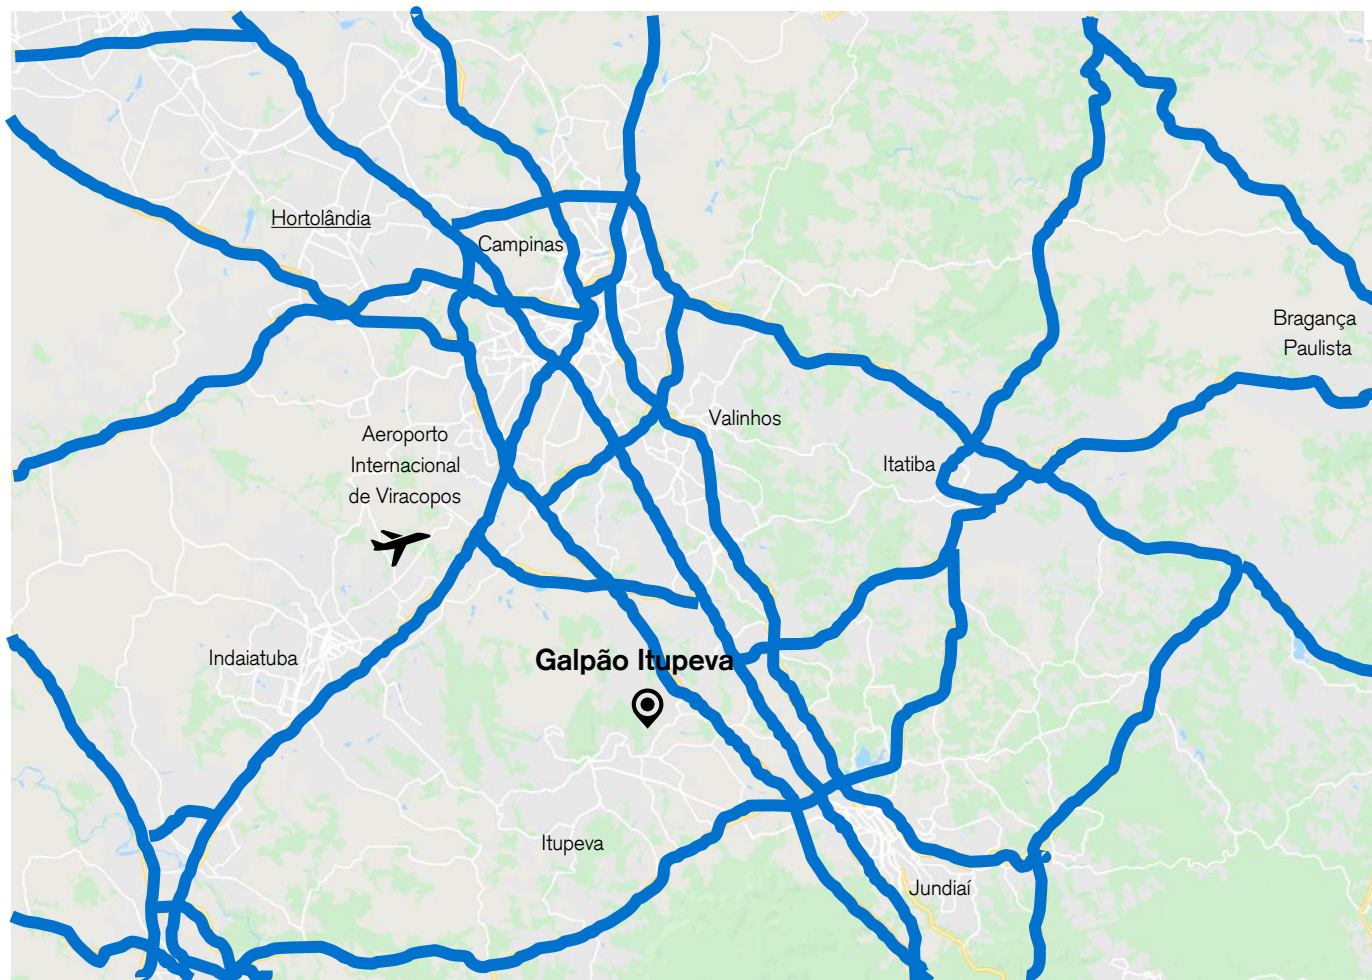 Hortolândia
Campinas
Bragança
Paulista
Valinhos
Aeroporto
Internacional
de Viracopos
Itatiba
Indaiatuba
Galpão Itupeva
Itupeva
Jundiaí